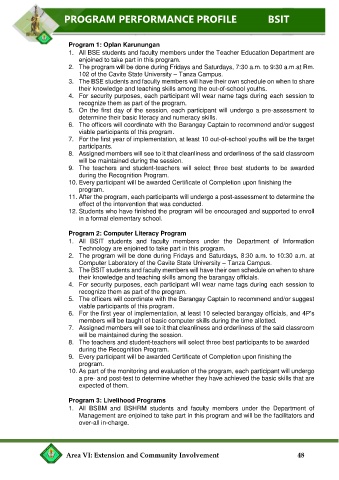 PROGRAM PERFORMANCE PROFILE BSIT
Program 1: Oplan Karunungan
1. All BSE students and faculty members under the Teacher Education Department are
enjoined to take part in this program.
2. The program will be done during Fridays and Saturdays, 7:30 a.m. to 9:30 a.m at Rm.
102 of the Cavite State University – Tanza Campus.
3. The BSE students and faculty members will have their own schedule on when to share
their knowledge and teaching skills among the out-of-school youths.
4. For security purposes, each participant will wear name tags during each session to
recognize them as part of the program.
5. On the first day of the session, each participant will undergo a pre-assessment to
determine their basic literacy and numeracy skills.
6. The officers will coordinate with the Barangay Captain to recommend and/or suggest
viable participants of this program.
7. For the first year of implementation, at least 10 out-of-school youths will be the target
participants.
8. Assigned members will see to it that cleanliness and orderliness of the said classroom
will be maintained during the session.
9. The teachers and student-teachers will select three best students to be awarded
during the Recognition Program.
10. Every participant will be awarded Certificate of Completion upon finishing the
program.
11. After the program, each participants will undergo a post-assessment to determine the
effect of the intervention that was conducted.
12. Students who have finished the program will be encouraged and supported to enroll
in a formal elementary school.
Program 2: Computer Literacy Program
1. All BSIT students and faculty members under the Department of Information
Technology are enjoined to take part in this program.
2. The program will be done during Fridays and Saturdays, 8:30 a.m. to 10:30 a.m. at
Computer Laboratory of the Cavite State University – Tanza Campus.
3. The BSIT students and faculty members will have their own schedule on when to share
their knowledge and teaching skills among the barangay officials.
4. For security purposes, each participant will wear name tags during each session to
recognize them as part of the program.
5. The officers will coordinate with the Barangay Captain to recommend and/or suggest
viable participants of this program.
6. For the first year of implementation, at least 10 selected barangay officials, and 4P's
members will be taught of basic computer skills during the time allotted.
7. Assigned members will see to it that cleanliness and orderliness of the said classroom
will be maintained during the session.
8. The teachers and student-teachers will select three best participants to be awarded
during the Recognition Program.
9. Every participant will be awarded Certificate of Completion upon finishing the
program.
10. As part of the monitoring and evaluation of the program, each participant will undergo
a pre- and post-test to determine whether they have achieved the basic skills that are
expected of them.
Program 3: Livelihood Programs
1. All BSBM and BSHRM students and faculty members under the Department of
Management are enjoined to take part in this program and will be the facilitators and
over-all in-charge.
Area VI: Extension and Community Involvement 48